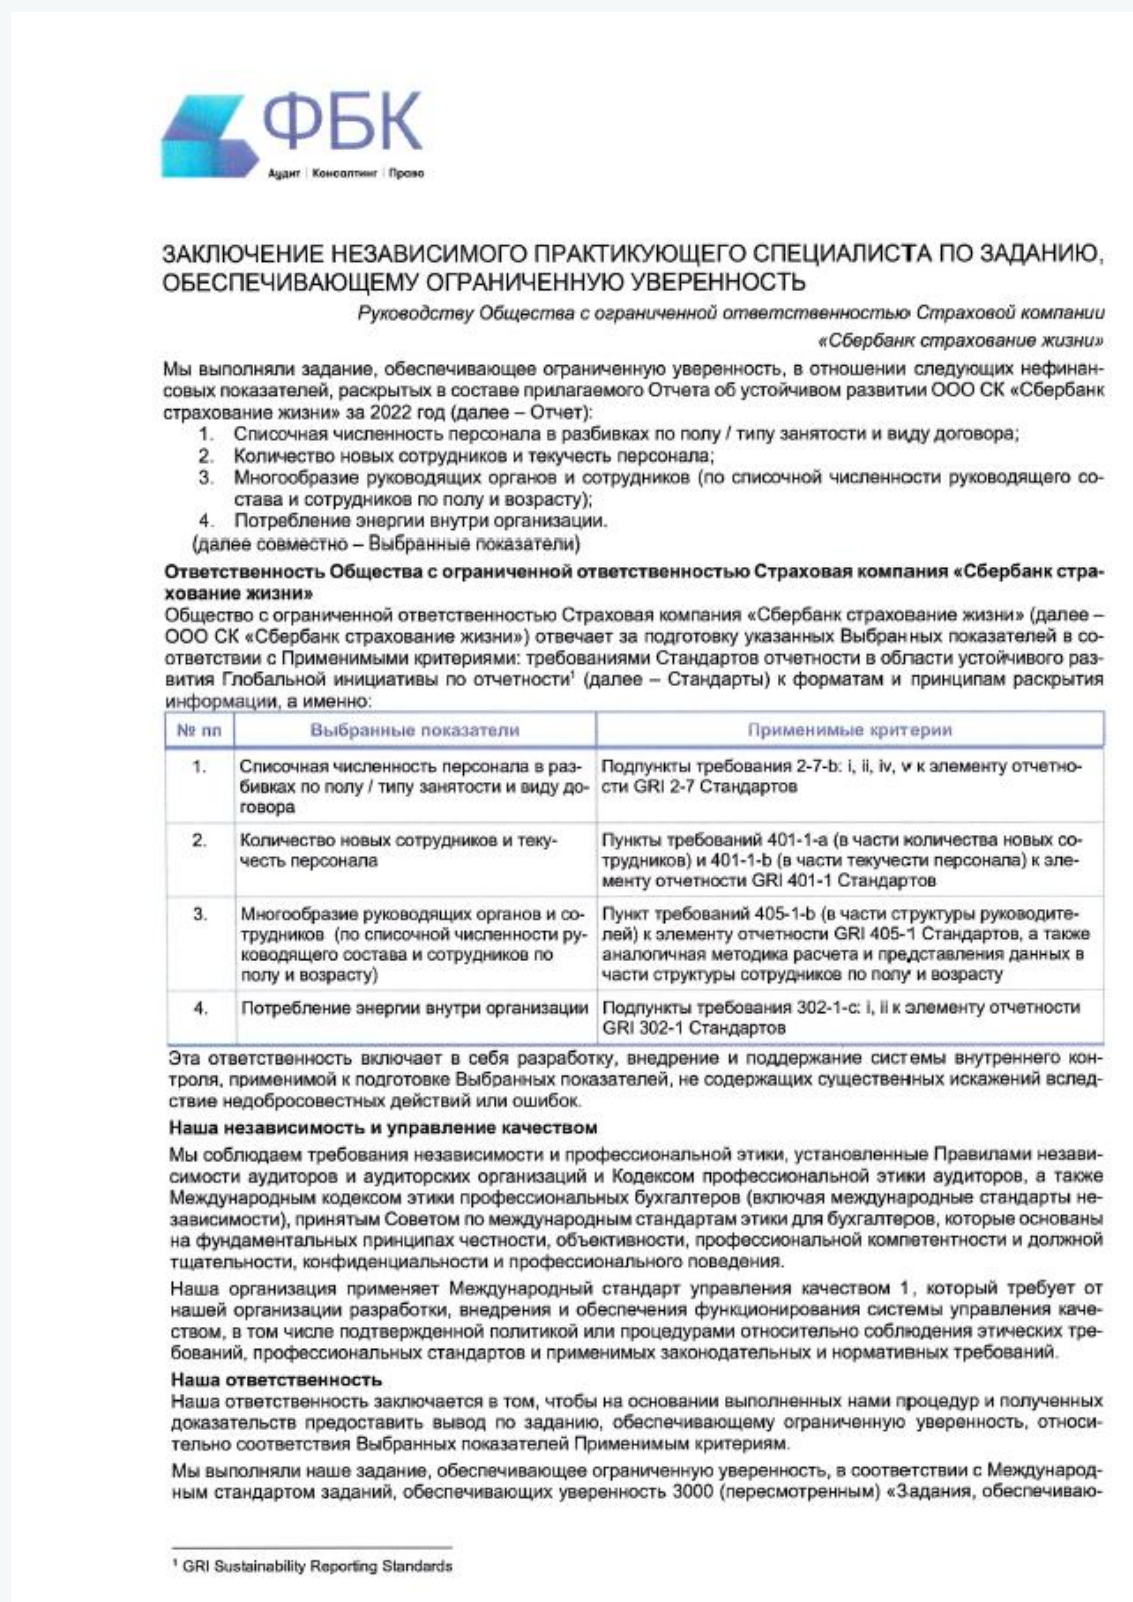 ФБК
Аудит | Консалтинг | Право
ЗАКЛЮЧЕНИЕ НЕЗАВИСИМОГО ПРАКТИКУЮЩЕГО СПЕЦИАЛИСТА ПО ЗАДАНИЮ,
ОБЕСПЕЧИВАЮЩЕМУ ОГРАНИЧЕННУЮ УВЕРЕННОСТЬ
Руководству Общества с ограниченной ответственностью Страховой компании
«Сбербанк страхование жизни»
Мы выполняли задание, обеспечивающее ограниченную уверенность, в отношении следующих нефинан-
совых показателей, раскрытых в составе прилагаемого Отчета об устойчивом развитии ООО СК «Сбербанк
страхование жизни» за 2022 год (далее – Отчет):
1. Списочная численность персонала в разбивках по полу / типу занятости и виду договора;
2. Количество новых сотрудников и текучесть персонала;
3. Многообразие руководящих органов и сотрудников (по списочной численности руководящего со-
става и сотрудников по полу и возрасту);
4. Потребление энергии внутри организации.
(далее совместно – Выбранные показатели)
Ответственность Общества с ограниченной ответственностью Страховая компания «Сбербанк стра-
хование жизни»
Общество с ограниченной ответственностью Страховая компания «Сбербанк страхование жизни» (далее –
ООО СК «Сбербанк страхование жизни») отвечает за подготовку указанных Выбранных показателей в со-
ответствии с Применимыми критериями: требованиями Стандартов отчетности в области устойчивого раз-
вития Глобальной инициативы по отчетности¹ (далее – Стандарты) к форматам и принципам раскрытия
информации, а именно:
№ пп Выбранные показатели Применимые критерии
1. Списочная численность персонала в раз- Подпункты требования 2-7-b: i, ii, iv, v к элементу отчетно-
бивках по полу / типу занятости и виду до- сти GRI 2-7 Стандартов
говора
2. Количество новых сотрудников и теку- Пункты требований 401-1-a (в части количества новых со-
честь персонала трудников) и 401-1-b (в части текучести персонала) к эле-
менту отчетности GRI 401-1 Стандартов
3. Многообразие руководящих органов и со- Пункт требований 405-1-b (в части структуры руководите-
трудников (по списочной численности ру- лей) к элементу отчетности GRI 405-1 Стандартов, а также
ководящего состава и сотрудников по аналогичная методика расчета и представления данных в
полу и возрасту) части структуры сотрудников по полу и возрасту
4. Потребление энергии внутри организации Подпункты требования 302-1-c: i, ii к элементу отчетности
GRI 302-1 Стандартов
Эта ответственность включает в себя разработку, внедрение и поддержание системы внутреннего кон-
троля, применимой к подготовке Выбранных показателей, не содержащих существенных искажений вслед-
ствие недобросовестных действий или ошибок.
Наша независимость и управление качеством
Мы соблюдаем требования независимости и профессиональной этики, установленные Правилами незави-
симости аудиторов и аудиторских организаций и Кодексом профессиональной этики аудиторов, а также
Международным кодексом этики профессиональных бухгалтеров (включая международные стандарты не-
зависимости), принятым Советом по международным стандартам этики для бухгалтеров, которые основаны
на фундаментальных принципах честности, объективности, профессиональной компетентности и должной
тщательности, конфиденциальности и профессионального поведения.
Наша организация применяет Международный стандарт управления качеством 1, который требует от
нашей организации разработки, внедрения и обеспечения функционирования системы управления каче-
ством, в том числе подтвержденной политикой или процедурами относительно соблюдения этических тре-
бований, профессиональных стандартов и применимых законодательных и нормативных требований.
Наша ответственность
Наша ответственность заключается в том, чтобы на основании выполненных нами процедур и полученных
доказательств предоставить вывод по заданию, обеспечивающему ограниченную уверенность, относи-
тельно соответствия Выбранных показателей Применимым критериям.
Мы выполняли наше задание, обеспечивающее ограниченную уверенность, в соответствии с Международ-
ным стандартом заданий, обеспечивающих уверенность 3000 (пересмотренным) «Задания, обеспечиваю-
¹ GRI Sustainability Reporting Standards